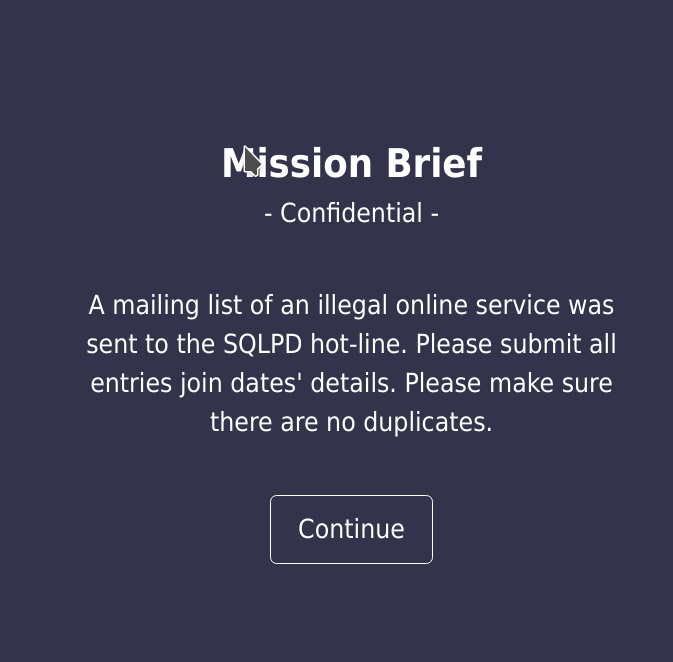 Mission Brief
- Confidential -
A mailing list of an illegal online service was
sent to the SQLPD hot-line. Please submit all
entries join dates' details. Please make sure
there are no duplicates.
Continue